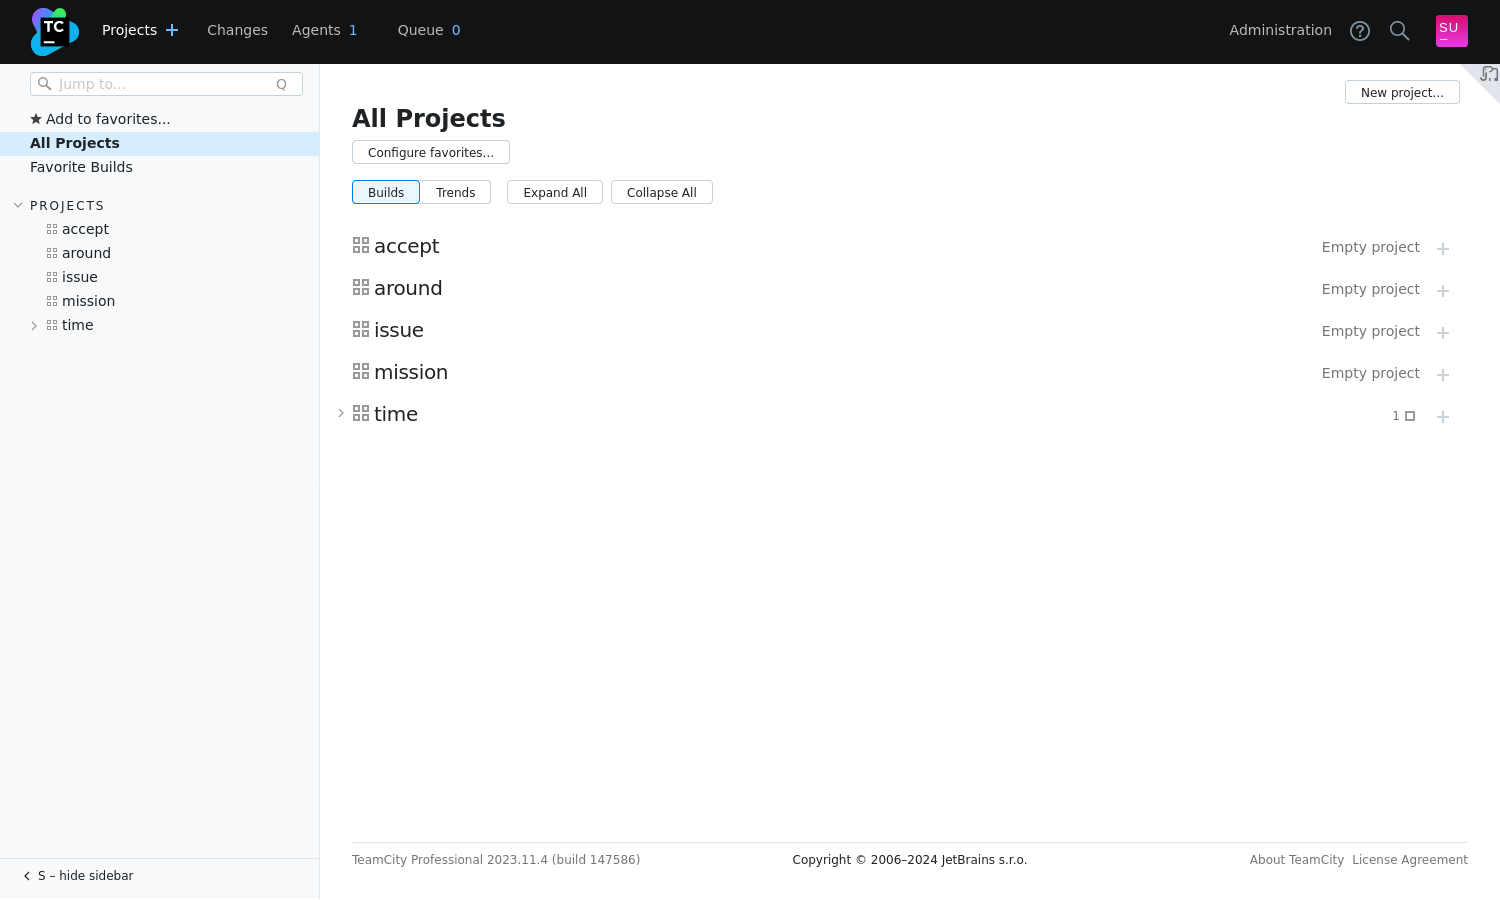 TC
Projects
Changes
Agents 1
Queue 0
Administration
SU
Jump to...
Q
Add to favorites...
All Projects
Favorite Builds
PROJECTS
accept
around
issue
mission
time
New project...
All Projects
Configure favorites...
Builds
Trends
Expand All
Collapse All
accept
Empty project
around
Empty project
issue
Empty project
mission
Empty project
time
1
S – hide sidebar
TeamCity Professional 2023.11.4 (build 147586)
Copyright © 2006–2024 JetBrains s.r.o.
About TeamCity
License Agreement